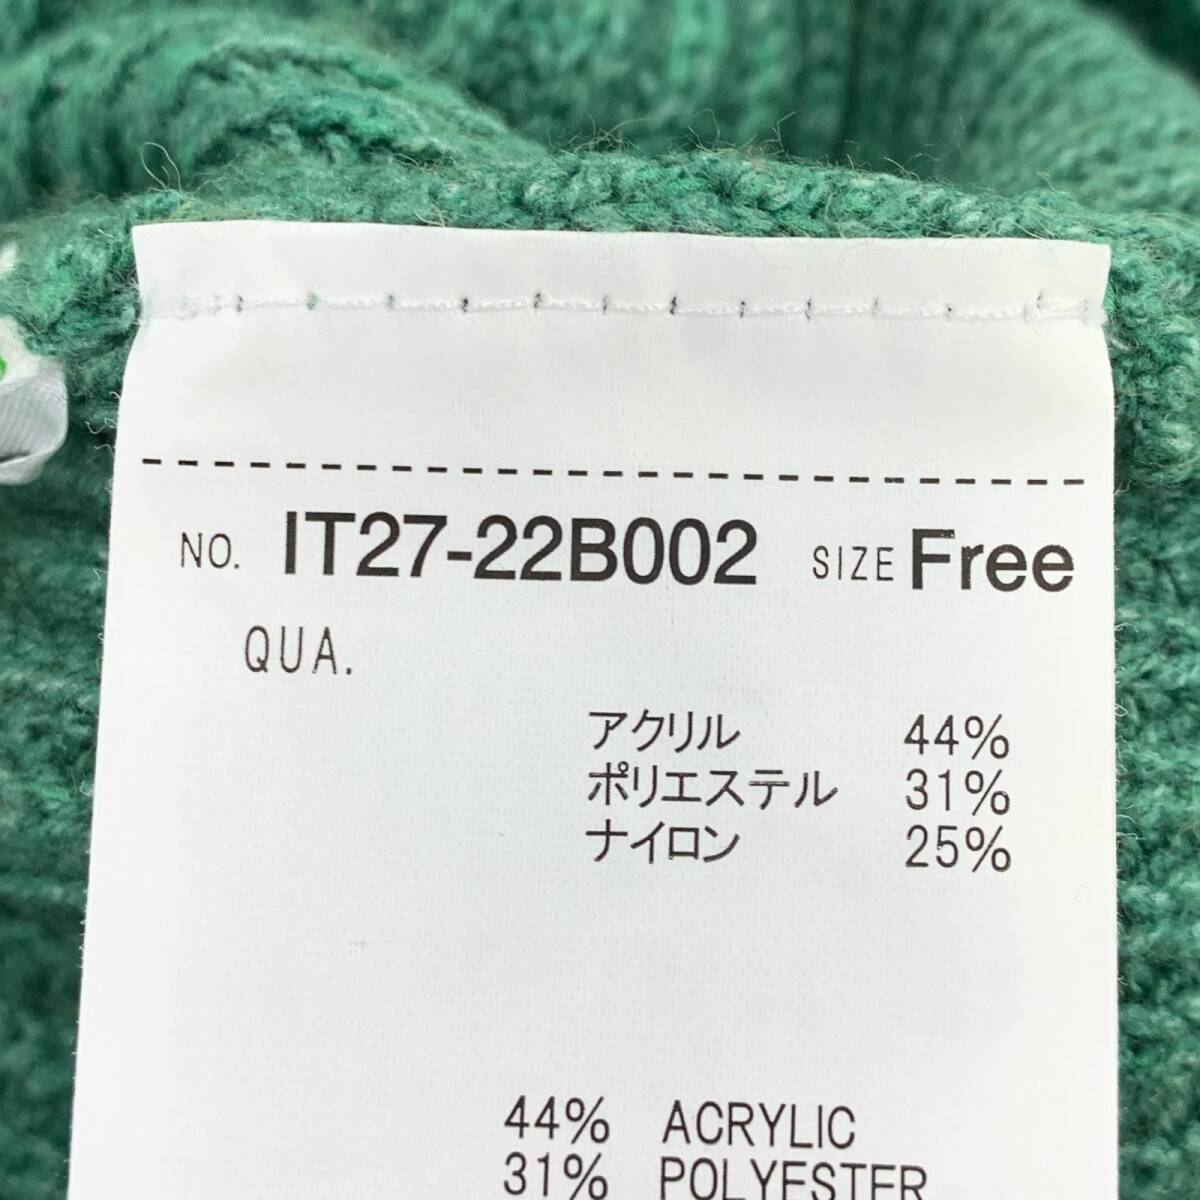 NO. IT27-22B002 SIZE Free
QUA.
アクリル 44%
ポリエステル 31%
ナイロン 25%
44% ACRYLIC
31% POLYESTER